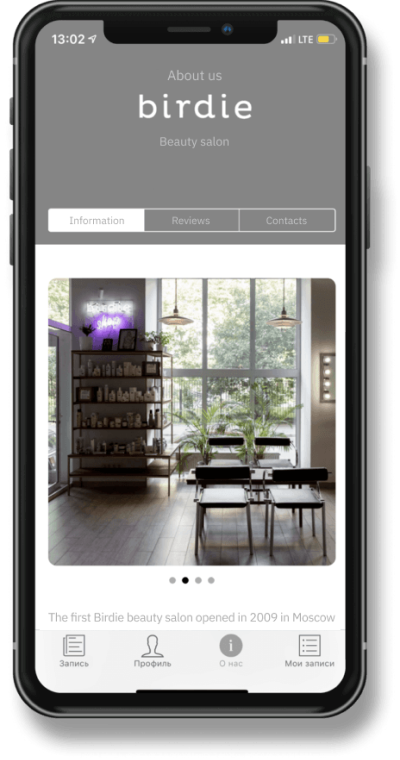 13:02
LTE
About us
birdie
Beauty salon
Information
Reviews
Contacts
The first Birdie beauty salon opened in 2009 in Moscow
Запись
Профиль
О нас
Мои записи